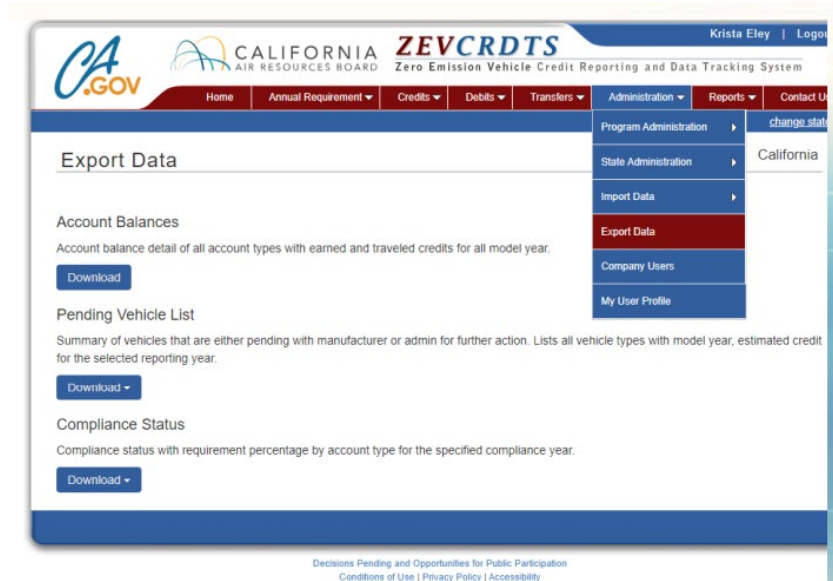 Krista Eley | Logou
CA.GOV
CALIFORNIA
AIR RESOURCES BOARD
ZEVCRDTS
Zero Emission Vehicle Credit Reporting and Data Tracking System
Home Annual Requirement Credits Debits Transfers Administration Reports Contact Us
change state
Program Administration
State Administration
Import Data
Export Data
Company Users
My User Profile
Export Data
California
Account Balances
Account balance detail of all account types with earned and traveled credits for all model year.
Download
Pending Vehicle List
Summary of vehicles that are either pending with manufacturer or admin for further action. Lists all vehicle types with model year, estimated credit
for the selected reporting year.
Download
Compliance Status
Compliance status with requirement percentage by account type for the specified compliance year.
Download
Decisions Pending and Opportunities for Public Participation
Conditions of Use | Privacy Policy | Accessibility